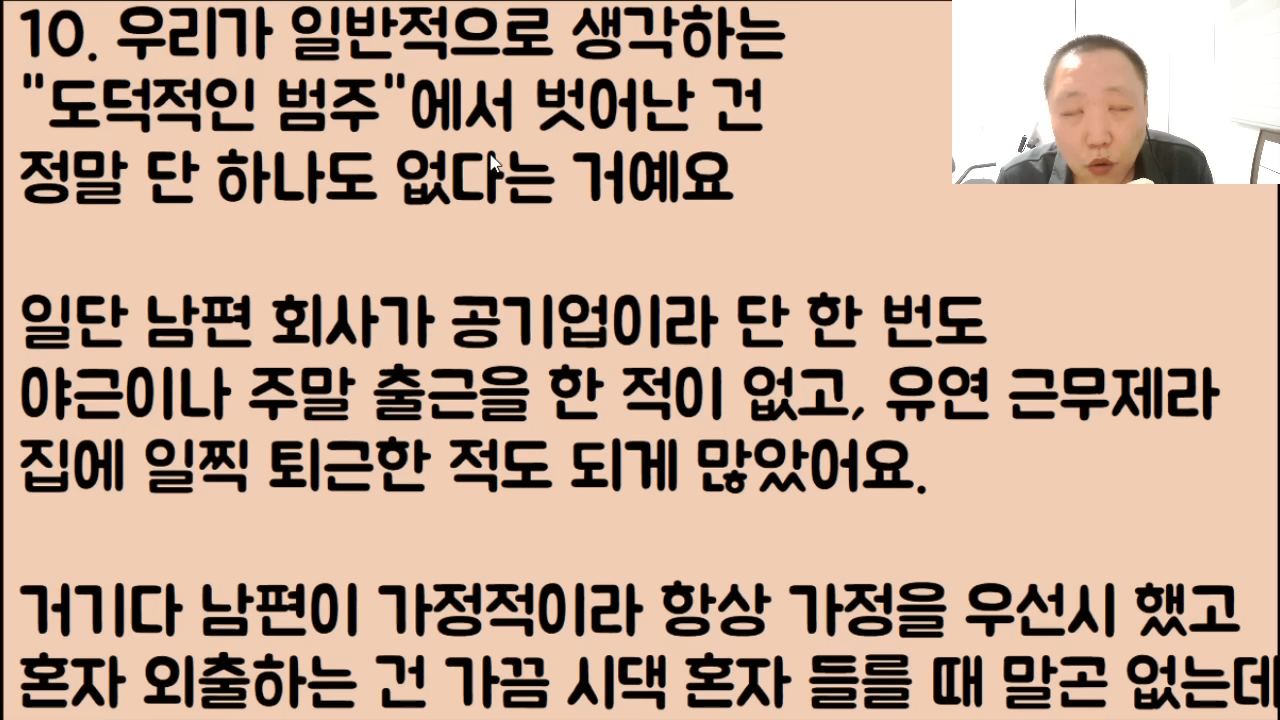 10. 우리가 일반적으로 생각하는
"도덕적인 범주"에서 벗어난 건
정말 단 하나도 없다는 거예요
일단 남편 회사가 공기업이라 단 한 번도
야근이나 주말 출근을 한 적이 없고, 유연 근무제라
집에 일찍 퇴근한 적도 되게 많았어요.
거기다 남편이 가정적이라 항상 가정을 우선시 했고
혼자 외출하는 건 가끔 시댁 혼자 들를 때 말곤 없는데